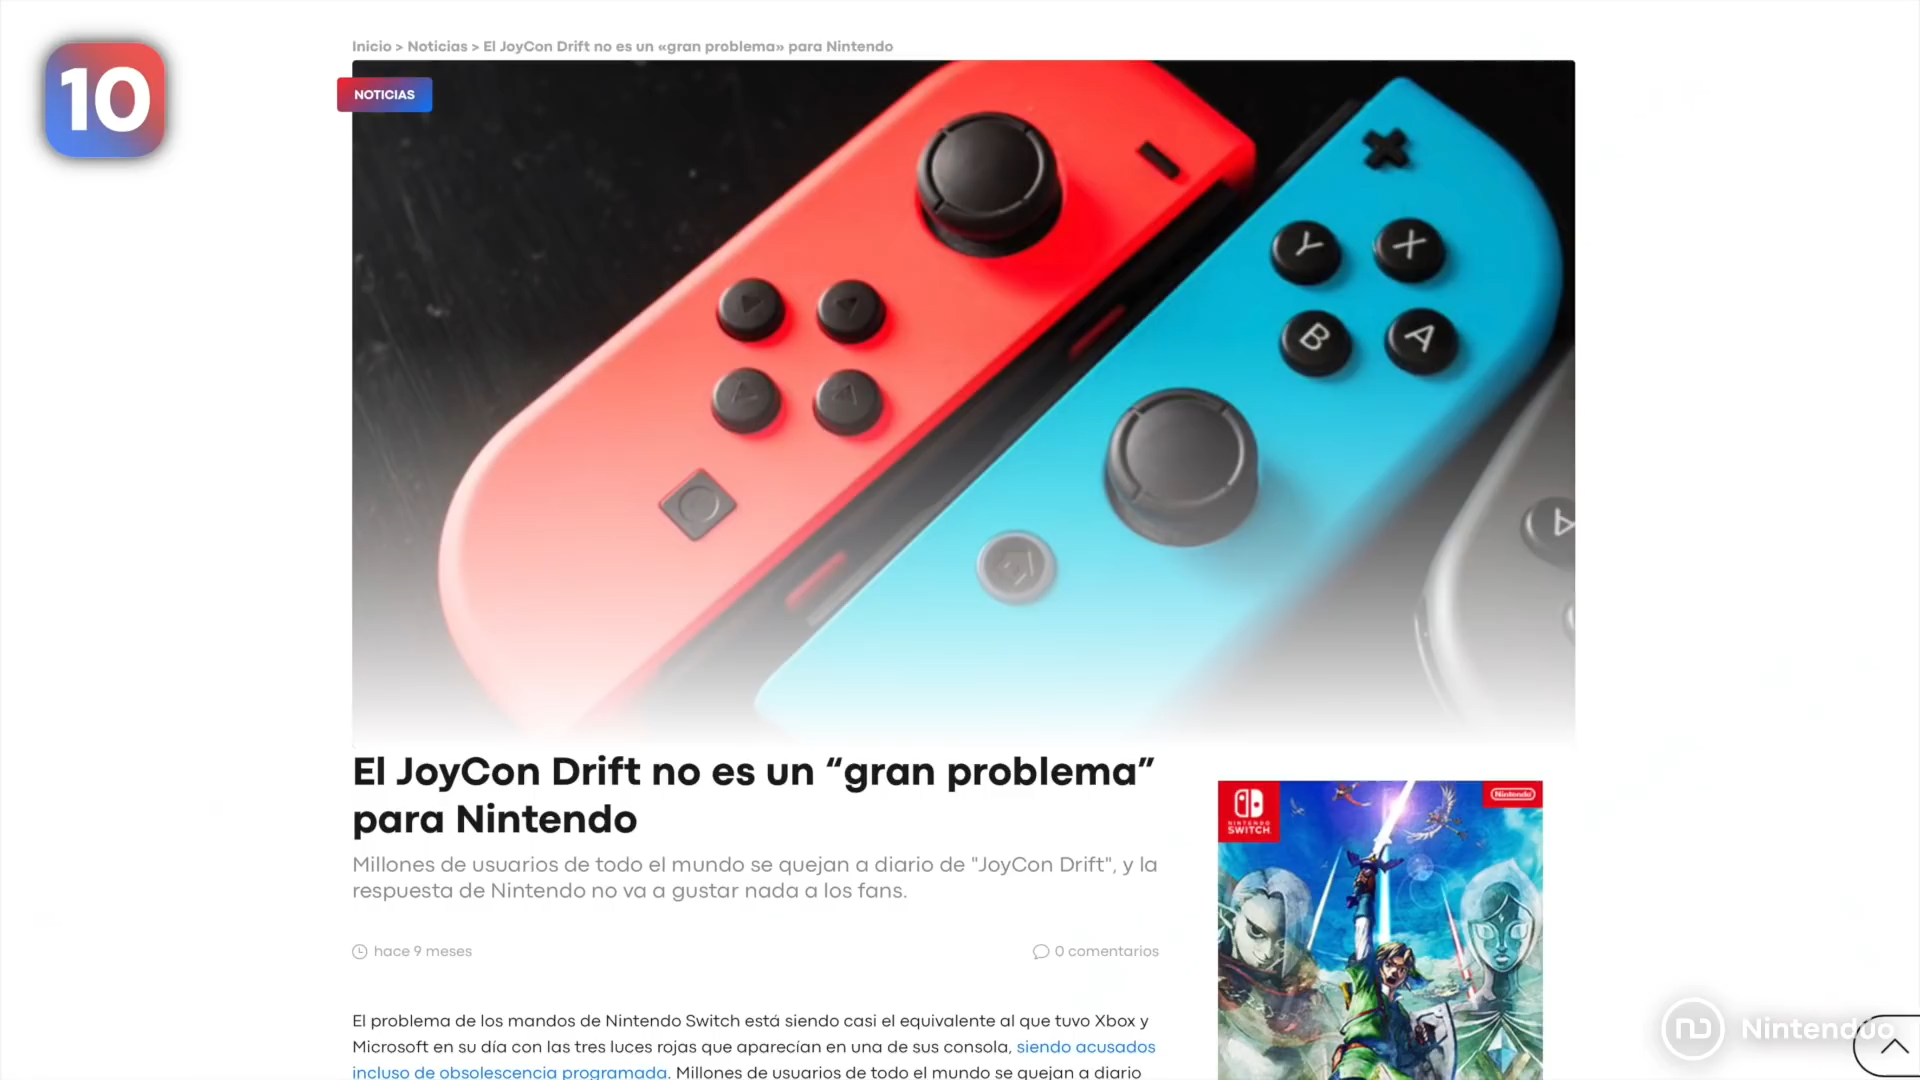 10
Inicio > Noticias > El JoyCon Drift no es un «gran problema» para Nintendo
NOTICIAS
Y
X
B
A
El JoyCon Drift no es un “gran problema”
para Nintendo
Millones de usuarios de todo el mundo se quejan a diario de "JoyCon Drift", y la
respuesta de Nintendo no va a gustar nada a los fans.
hace 9 meses
0 comentarios
El problema de los mandos de Nintendo Switch está siendo casi el equivalente al que tuvo Xbox y
Microsoft en su día con las tres luces rojas que aparecían en una de sus consola, siendo acusados
incluso de obsolescencia programada. Millones de usuarios de todo el mundo se quejan a diario
NINTENDO
SWITCH
Nintendo
Nintenduo